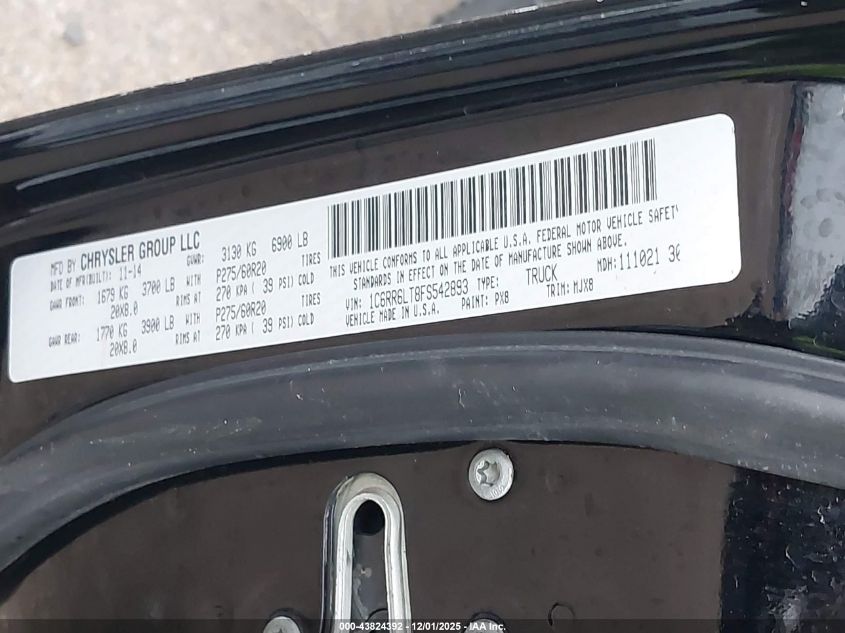 MFD BY CHRYSLER GROUP LLC
DATE OF MFR(BUILT): 11-14 GVWR: 3130 KG 6900 LB
GAWR FRONT: 1679 KG 3700 LB WITH P275/60R20 TIRES
20X8.0 RIMS AT 270 KPA ( 39 PSI) COLD
GAWR REAR: 1770 KG 3900 LB WITH P275/60R20 TIRES
20X8.0 RIMS AT 270 KPA ( 39 PSI) COLD
THIS VEHICLE CONFORMS TO ALL APPLICABLE U.S.A. FEDERAL MOTOR VEHICLE SAFETY
STANDARDS IN EFFECT ON THE DATE OF MANUFACTURE SHOWN ABOVE.
VIN: 1C6RR6LT8FS542893 TYPE: TRUCK MDH:111021 30
VEHICLE MADE IN U.S.A. PAINT: PX8 TRIM: MJX8
000-43824392 - 12/01/2025 - IAA, Inc.